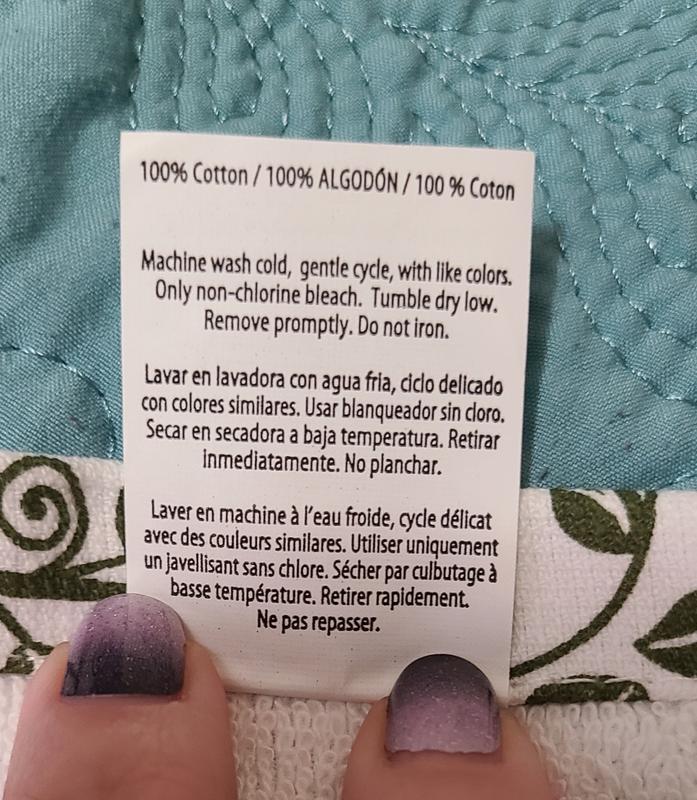 100% Cotton / 100% ALGODÓN / 100 % Coton
Machine wash cold, gentle cycle, with like colors.
Only non-chlorine bleach. Tumble dry low.
Remove promptly. Do not iron.
Lavar en lavadora con agua fria, ciclo delicado
con colores similares. Usar blanqueador sin cloro.
Secar en secadora a baja temperatura. Retirar
inmediatamente. No planchar.
Laver en machine à l'eau froide, cycle délicat
avec des couleurs similares. Utiliser uniquement
un javellisant sans chlore. Sécher par culbutage à
basse température. Retirer rapidement.
Ne pas repasser.